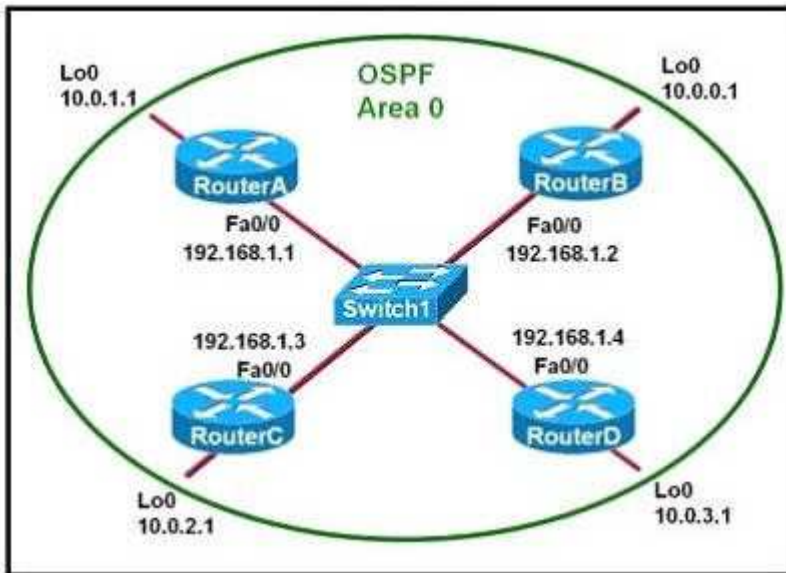 OSPF
Area 0
Lo0
10.0.1.1
Lo0
10.0.0.1
RouterA
RouterB
Fa0/0
192.168.1.1
Fa0/0
192.168.1.2
Switch1
192.168.1.3
Fa0/0
192.168.1.4
Fa0/0
RouterC
RouterD
Lo0
10.0.2.1
Lo0
10.0.3.1